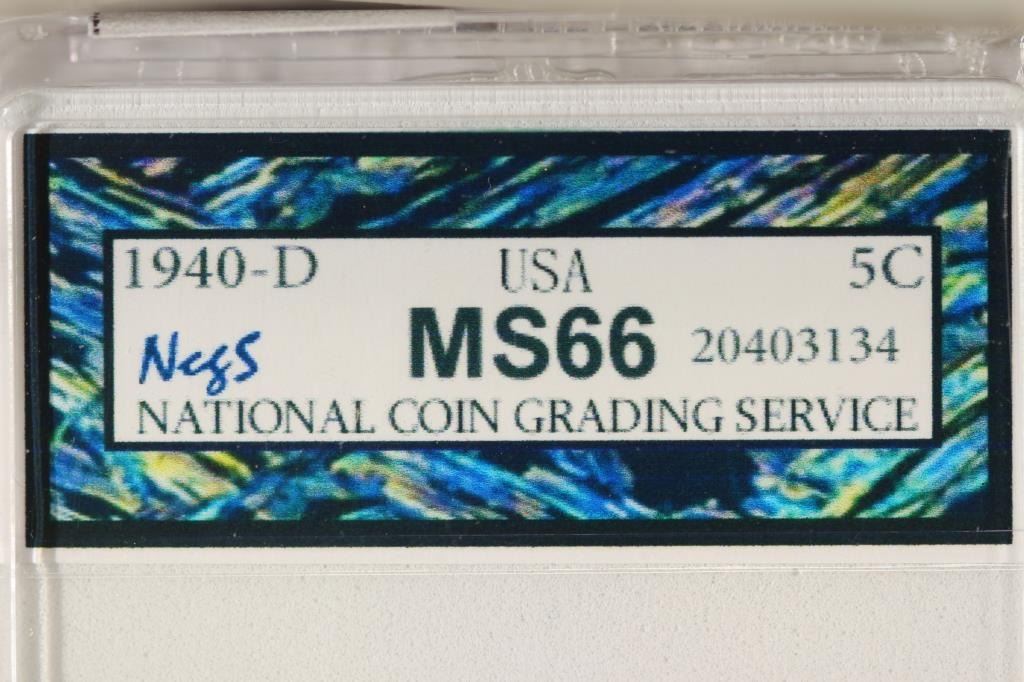 1940-D USA 5C
NcgS MS66 20403134
NATIONAL COIN GRADING SERVICE